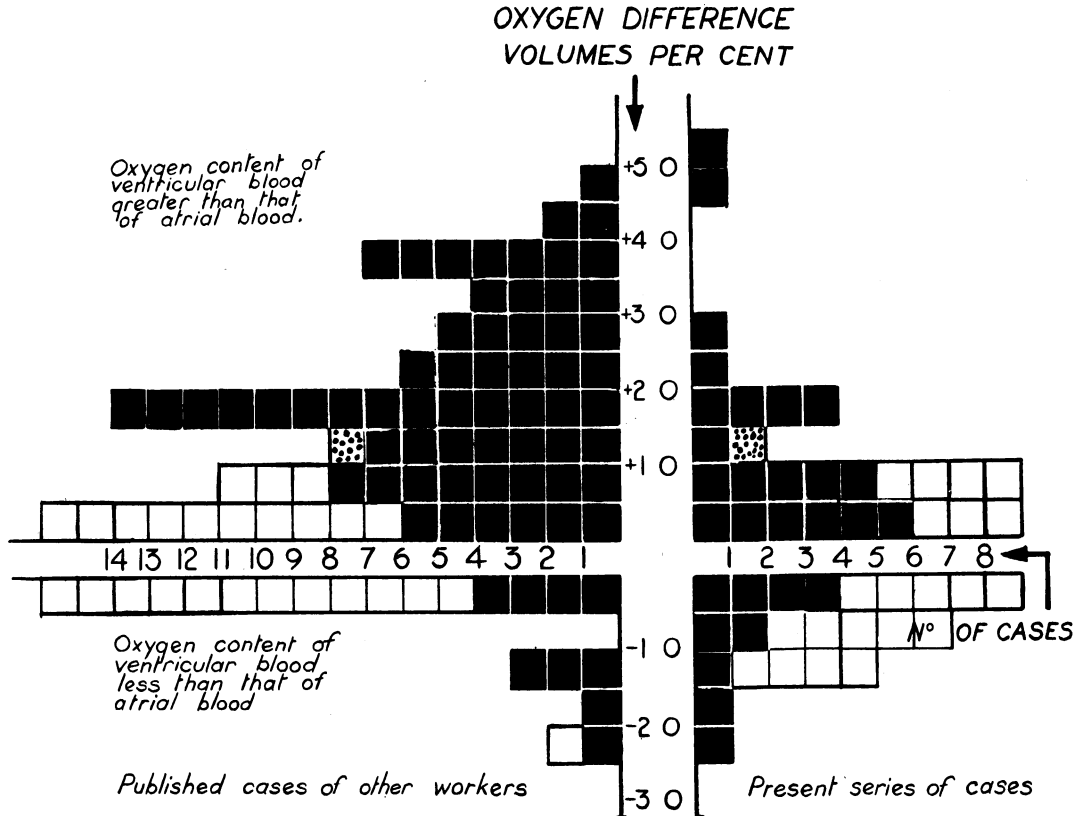 OXYGEN DIFFERENCE
VOLUMES PER CENT
Oxygen content of
ventricular blood
greater than that
of atrial blood.
+5 0
+4 0
+3 0
+2 0
+1 0
14 13 12 11 10 9 8 7 6 5 4 3 2 1
1 2 3 4 5 6 7 8
Nº OF CASES
-1 0
-2 0
-3 0
Oxygen content of
ventricular blood
less than that of
atrial blood
Published cases of other workers
Present series of cases